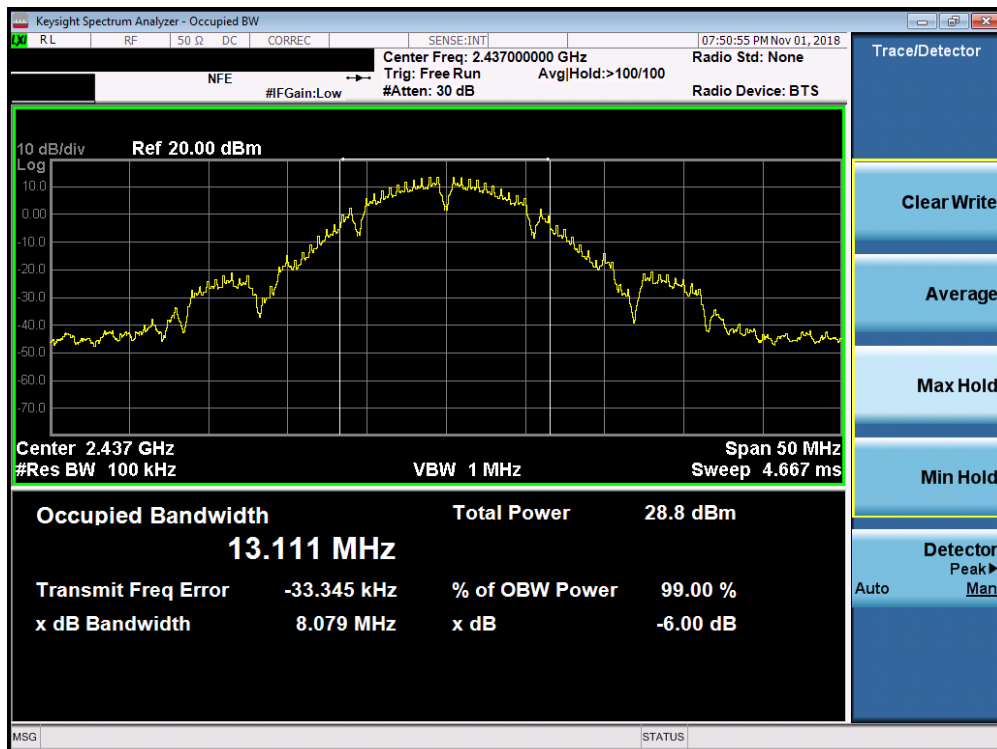 Keysight Spectrum Analyzer - Occupied BW
LXI RL RF 50 Ω DC CORREC SENSE:INT 07:50:55 PM Nov 01, 2018
Center Freq: 2.437000000 GHz Radio Std: None
NFE Trig: Free Run Avg|Hold:>100/100
#IFGain:Low #Atten: 30 dB Radio Device: BTS
10 dB/div Ref 20.00 dBm
Log
10.0
0.00
-10.0
-20.0
-30.0
-40.0
-50.0
-60.0
-70.0
Center 2.437 GHz Span 50 MHz
#Res BW 100 kHz VBW 1 MHz Sweep 4.667 ms
Occupied Bandwidth Total Power 28.8 dBm
13.111 MHz
Transmit Freq Error -33.345 kHz % of OBW Power 99.00 %
x dB Bandwidth 8.079 MHz x dB -6.00 dB
MSG STATUS
Trace/Detector
Clear Write
Average
Max Hold
Min Hold
Detector
Peak▶
Auto Man